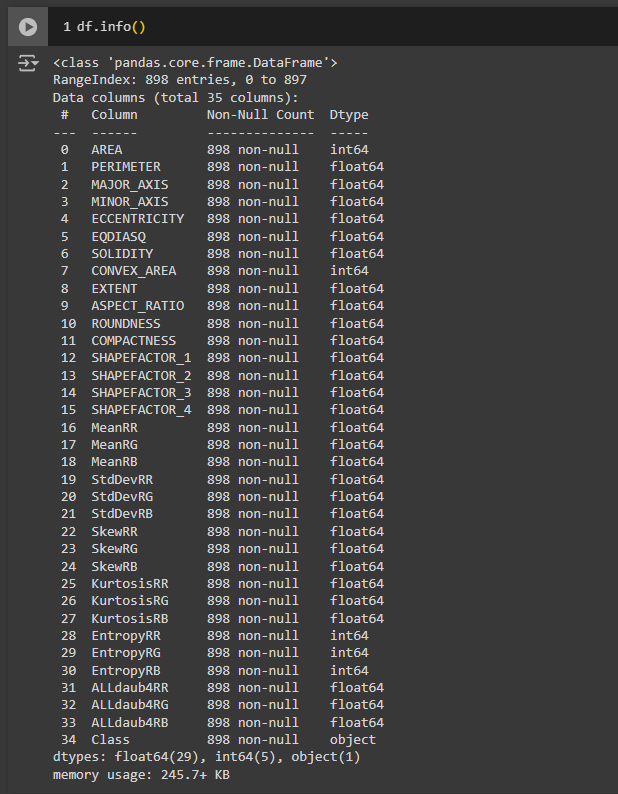 1 df.info()
<class 'pandas.core.frame.DataFrame'>
RangeIndex: 898 entries, 0 to 897
Data columns (total 35 columns):
 #   Column         Non-Null Count  Dtype
---  ------         --------------  -----
 0   AREA           898 non-null    int64
 1   PERIMETER      898 non-null    float64
 2   MAJOR_AXIS     898 non-null    float64
 3   MINOR_AXIS     898 non-null    float64
 4   ECCENTRICITY   898 non-null    float64
 5   EQDIASQ        898 non-null    float64
 6   SOLIDITY       898 non-null    float64
 7   CONVEX_AREA    898 non-null    int64
 8   EXTENT         898 non-null    float64
 9   ASPECT_RATIO   898 non-null    float64
 10  ROUNDNESS      898 non-null    float64
 11  COMPACTNESS    898 non-null    float64
 12  SHAPEFACTOR_1  898 non-null    float64
 13  SHAPEFACTOR_2  898 non-null    float64
 14  SHAPEFACTOR_3  898 non-null    float64
 15  SHAPEFACTOR_4  898 non-null    float64
 16  MeanRR         898 non-null    float64
 17  MeanRG         898 non-null    float64
 18  MeanRB         898 non-null    float64
 19  StdDevRR       898 non-null    float64
 20  StdDevRG       898 non-null    float64
 21  StdDevRB       898 non-null    float64
 22  SkewRR         898 non-null    float64
 23  SkewRG         898 non-null    float64
 24  SkewRB         898 non-null    float64
 25  KurtosisRR     898 non-null    float64
 26  KurtosisRG     898 non-null    float64
 27  KurtosisRB     898 non-null    float64
 28  EntropyRR      898 non-null    int64
 29  EntropyRG      898 non-null    int64
 30  EntropyRB      898 non-null    int64
 31  ALLdaub4RR     898 non-null    float64
 32  ALLdaub4RG     898 non-null    float64
 33  ALLdaub4RB     898 non-null    float64
 34  Class          898 non-null    object
dtypes: float64(29), int64(5), object(1)
memory usage: 245.7+ KB